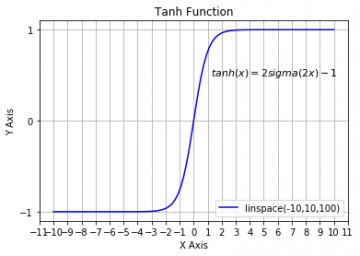 Tanh Function
1
tanh(x) = 2sigma(2x) − 1
Y Axis
0
−1
linspace(-10,10,100)
−11−10−9 −8 −7 −6 −5 −4 −3 −2 −1 0 1 2 3 4 5 6 7 8 9 10 11
X Axis